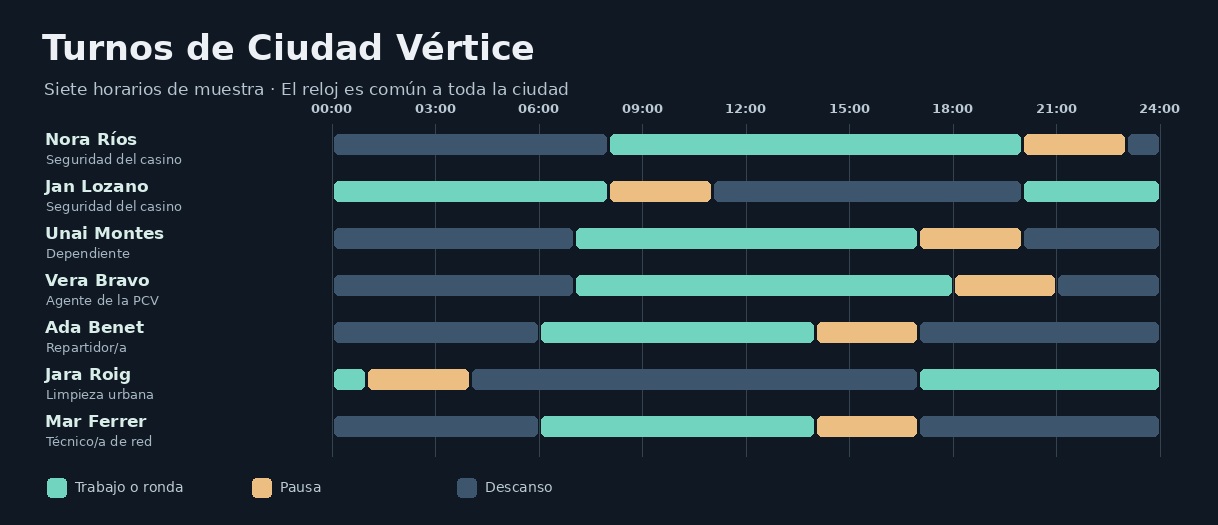 Turnos de Ciudad Vértice
Siete horarios de muestra · El reloj es común a toda la ciudad
00:00 03:00 06:00 09:00 12:00 15:00 18:00 21:00 24:00
Nora Ríos
Seguridad del casino
Jan Lozano
Seguridad del casino
Unai Montes
Dependiente
Vera Bravo
Agente de la PCV
Ada Benet
Repartidor/a
Jara Roig
Limpieza urbana
Mar Ferrer
Técnico/a de red
Trabajo o ronda Pausa Descanso